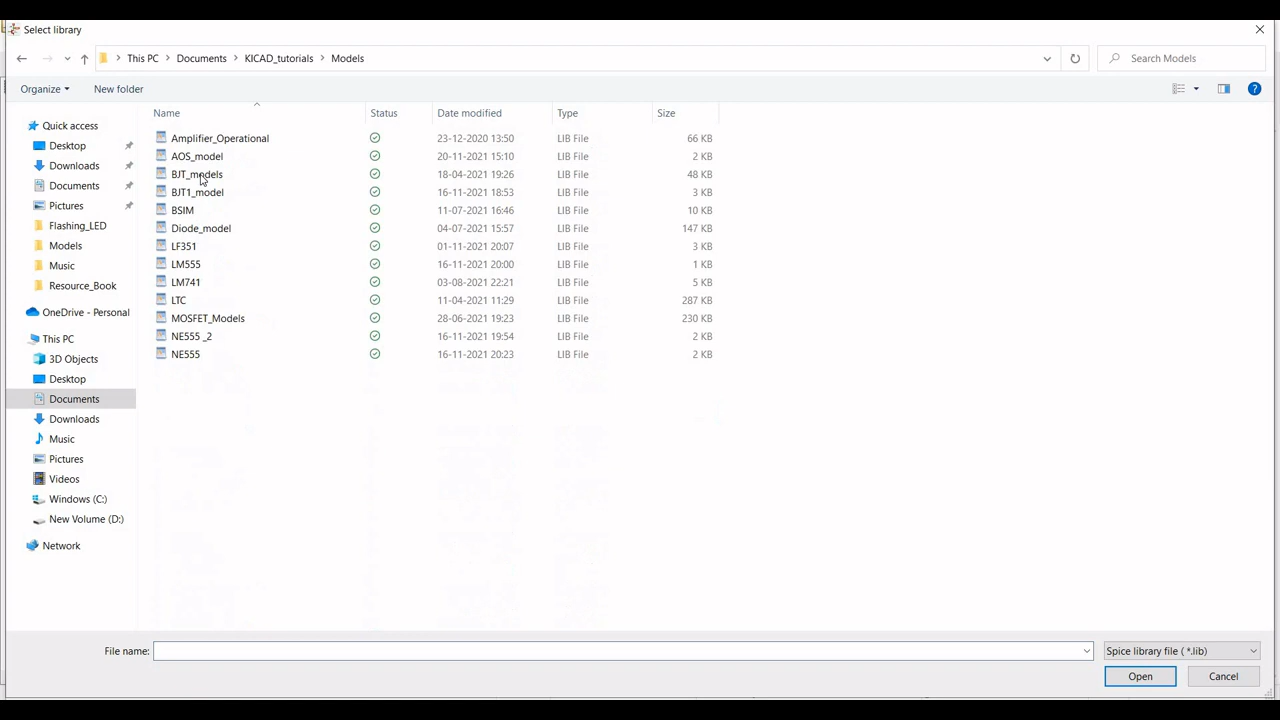 Select library
This PC Documents KICAD_tutorials Models
Search Models
Organize New folder
Name Status Date modified Type Size
Quick access
Desktop
Downloads
Documents
Pictures
Flashing_LED
Models
Music
Resource_Book
OneDrive - Personal
This PC
3D Objects
Desktop
Documents
Downloads
Music
Pictures
Videos
Windows (C:)
New Volume (D:)
Network
Amplifier_Operational 23-12-2020 13:50 LIB File 66 KB
AOS_model 20-11-2021 15:10 LIB File 2 KB
BJT_models 18-04-2021 19:26 LIB File 48 KB
BJT1_model 16-11-2021 18:53 LIB File 3 KB
BSIM 11-07-2021 16:46 LIB File 10 KB
Diode_model 04-07-2021 15:57 LIB File 147 KB
LF351 01-11-2021 20:07 LIB File 3 KB
LM555 16-11-2021 20:00 LIB File 1 KB
LM741 03-08-2021 22:21 LIB File 5 KB
LTC 11-04-2021 11:29 LIB File 287 KB
MOSFET_Models 28-06-2021 19:23 LIB File 230 KB
NE555 _2 16-11-2021 19:54 LIB File 2 KB
NE555 16-11-2021 20:23 LIB File 2 KB
File name:
Spice library file ( *.lib)
Open Cancel